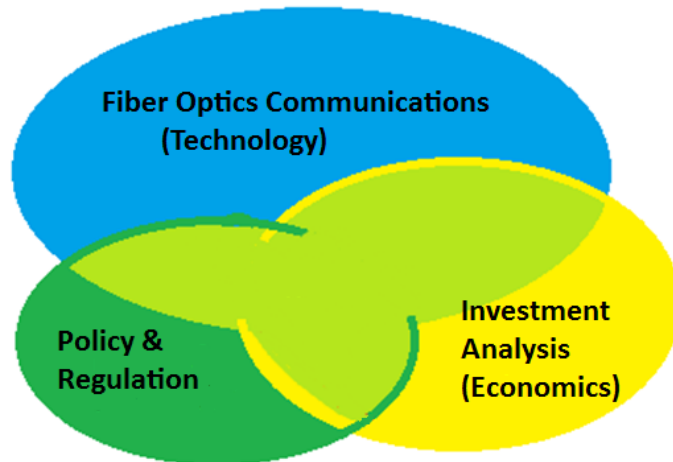 Fiber Optics Communications
(Technology)
Policy &
Regulation
Investment
Analysis
(Economics)